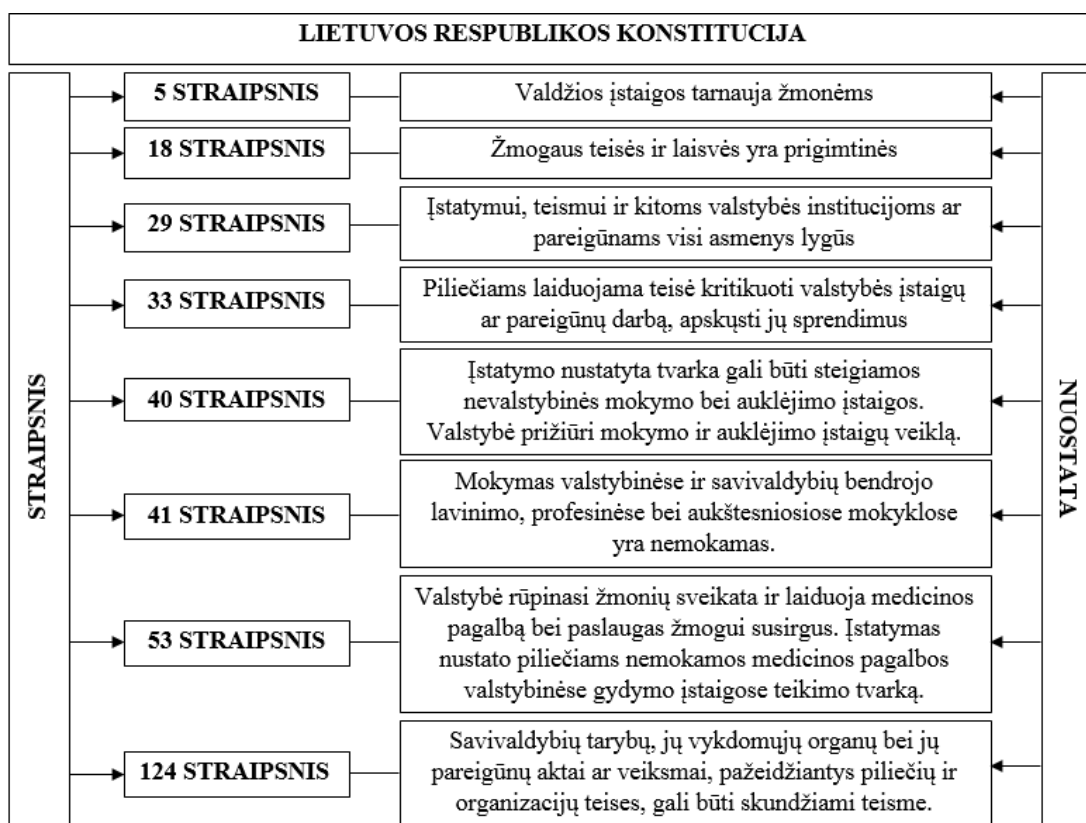 LIETUVOS RESPUBLIKOS KONSTITUCIJA
STRAIPSNIS
5 STRAIPSNIS
Valdžios įstaigos tarnauja žmonėms
18 STRAIPSNIS
Žmogaus teisės ir laisvės yra prigimtinės
29 STRAIPSNIS
Įstatymui, teismui ir kitoms valstybės institucijoms ar
pareigūnams visi asmenys lygūs
33 STRAIPSNIS
Piliečiams laiduojama teisė kritikuoti valstybės įstaigų
ar pareigūnų darbą, apskųsti jų sprendimus
40 STRAIPSNIS
Įstatymo nustatyta tvarka gali būti steigiamos
nevalstybinės mokymo bei auklėjimo įstaigos.
Valstybė prižiūri mokymo ir auklėjimo įstaigų veiklą.
41 STRAIPSNIS
Mokymas valstybinėse ir savivaldybių bendrojo
lavinimo, profesinėse bei aukštesniosiose mokyklose
yra nemokamas.
53 STRAIPSNIS
Valstybė rūpinasi žmonių sveikata ir laiduoja medicinos
pagalbą bei paslaugas žmogui susirgus. Įstatymas
nustato piliečiams nemokamos medicinos pagalbos
valstybinėse gydymo įstaigose teikimo tvarką.
124 STRAIPSNIS
Savivaldybių tarybų, jų vykdomųjų organų bei jų
pareigūnų aktai ar veiksmai, pažeidžiantys piliečių ir
organizacijų teises, gali būti skundžiami teisme.
NUOSTATA